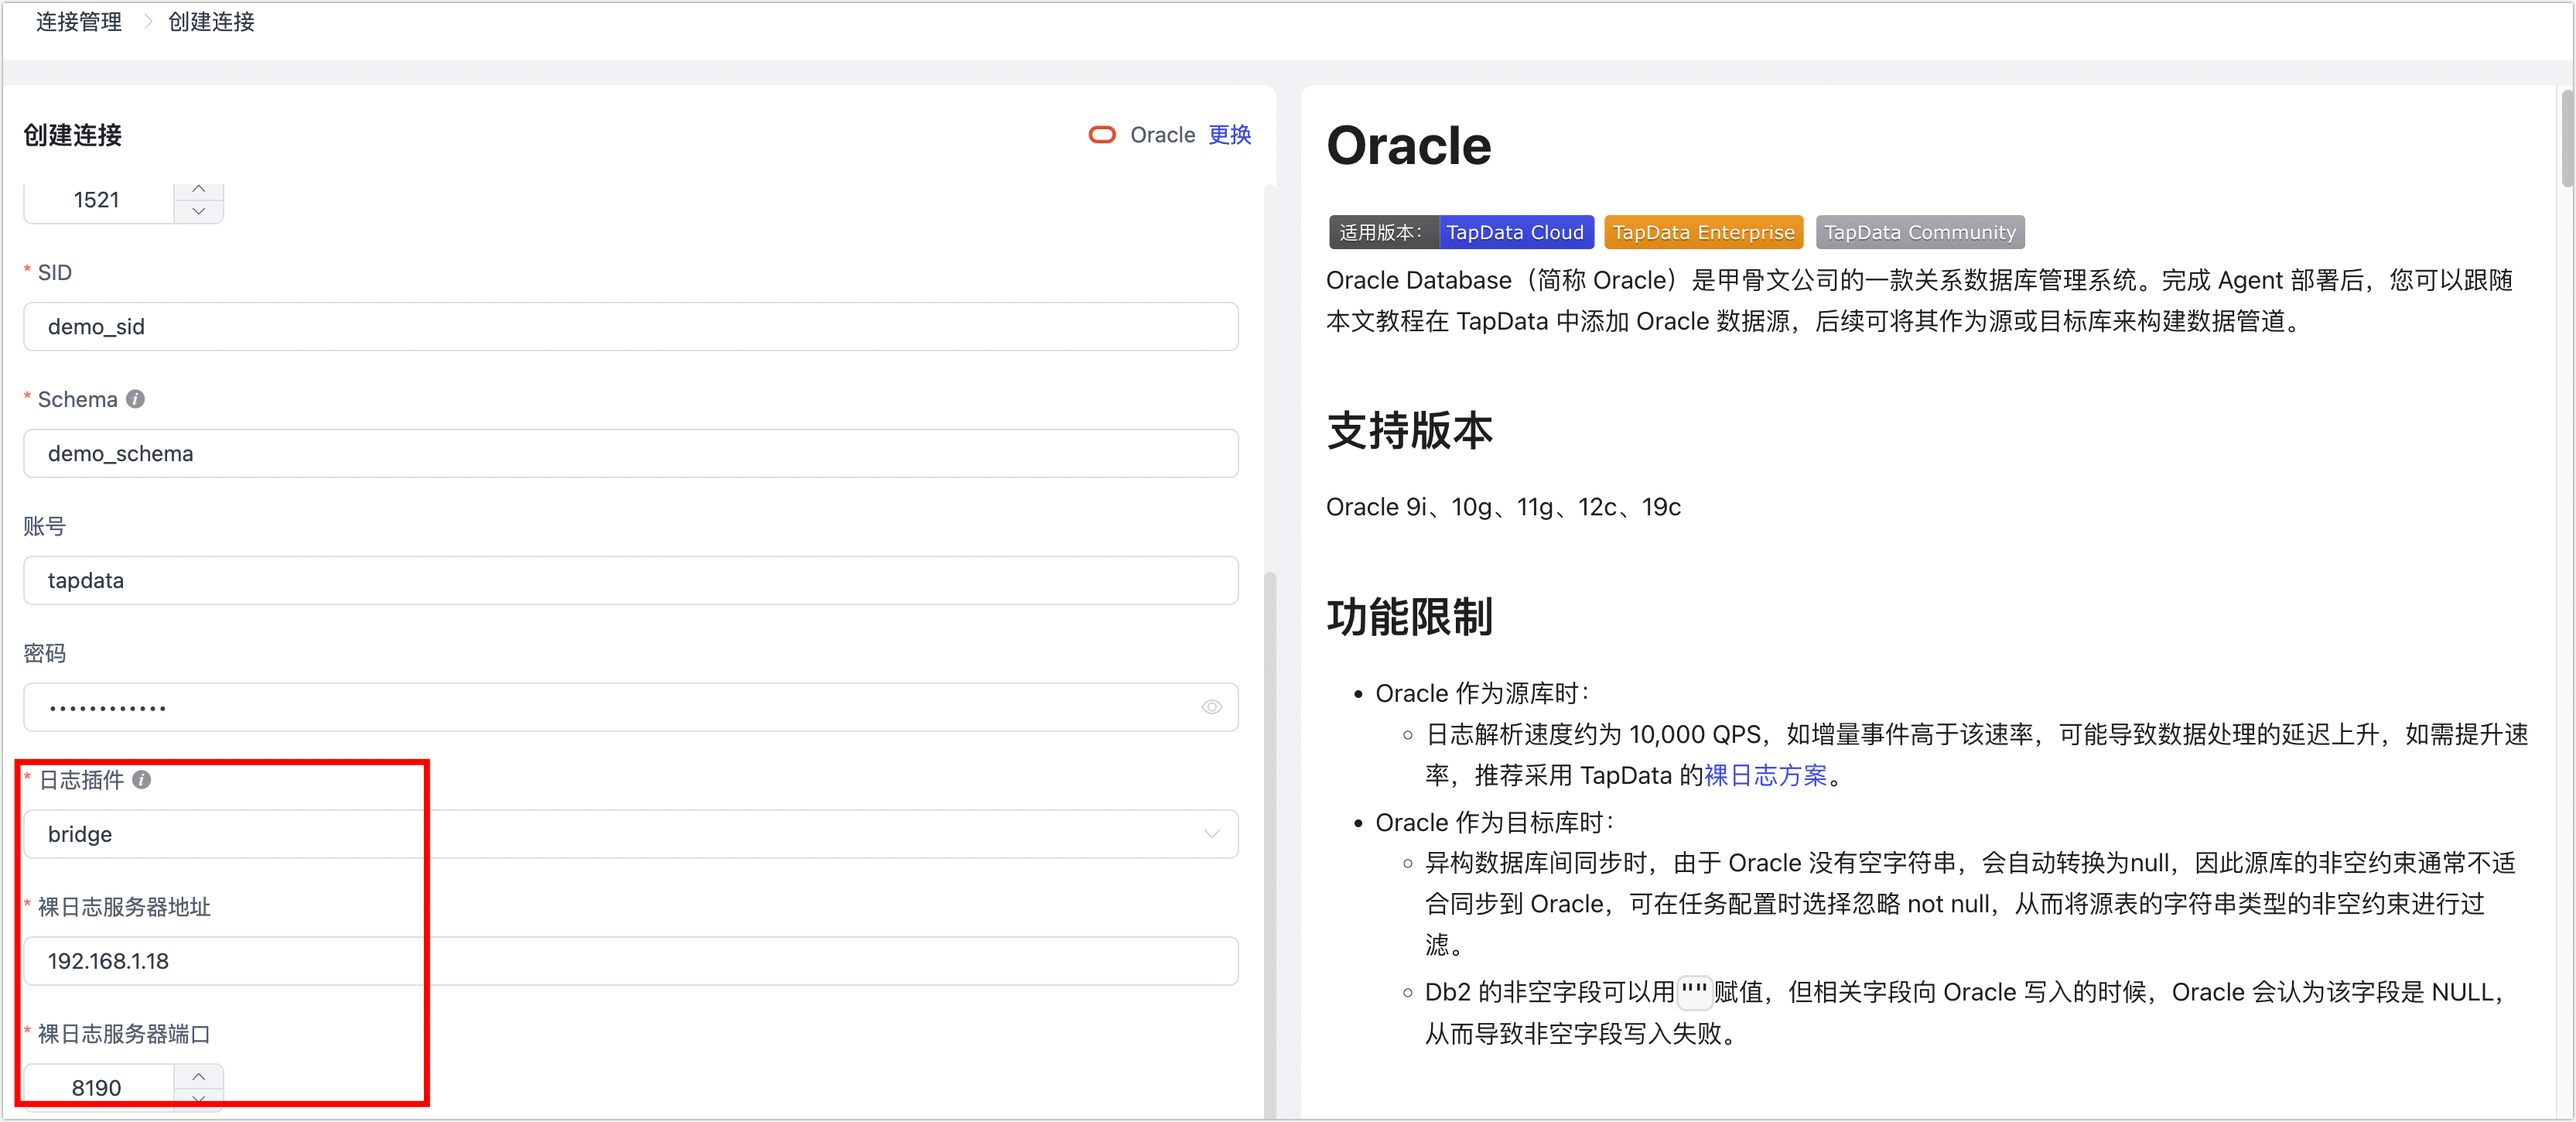 连接管理 > 创建连接
创建连接
Oracle 更换
1521
* SID
demo_sid
* Schema
demo_schema
账号
tapdata
密码
••••••••••••
* 日志插件
bridge
* 裸日志服务器地址
192.168.1.18
* 裸日志服务器端口
8190
Oracle
适用版本: TapData Cloud TapData Enterprise TapData Community
Oracle Database（简称 Oracle）是甲骨文公司的一款关系数据库管理系统。完成 Agent 部署后，您可以跟随
本文教程在 TapData 中添加 Oracle 数据源，后续可将其作为源或目标库来构建数据管道。
支持版本
Oracle 9i、10g、11g、12c、19c
功能限制
• Oracle 作为源库时：
◦ 日志解析速度约为 10,000 QPS，如增量事件高于该速率，可能导致数据处理的延迟上升，如需提升速
率，推荐采用 TapData 的裸日志方案。
• Oracle 作为目标库时：
◦ 异构数据库间同步时，由于 Oracle 没有空字符串，会自动转换为null，因此源库的非空约束通常不适
合同步到 Oracle，可在任务配置时选择忽略 not null，从而将源表的字符串类型的非空约束进行过
滤。
◦ Db2 的非空字段可以用''''赋值，但相关字段向 Oracle 写入的时候，Oracle 会认为该字段是 NULL，
从而导致非空字段写入失败。